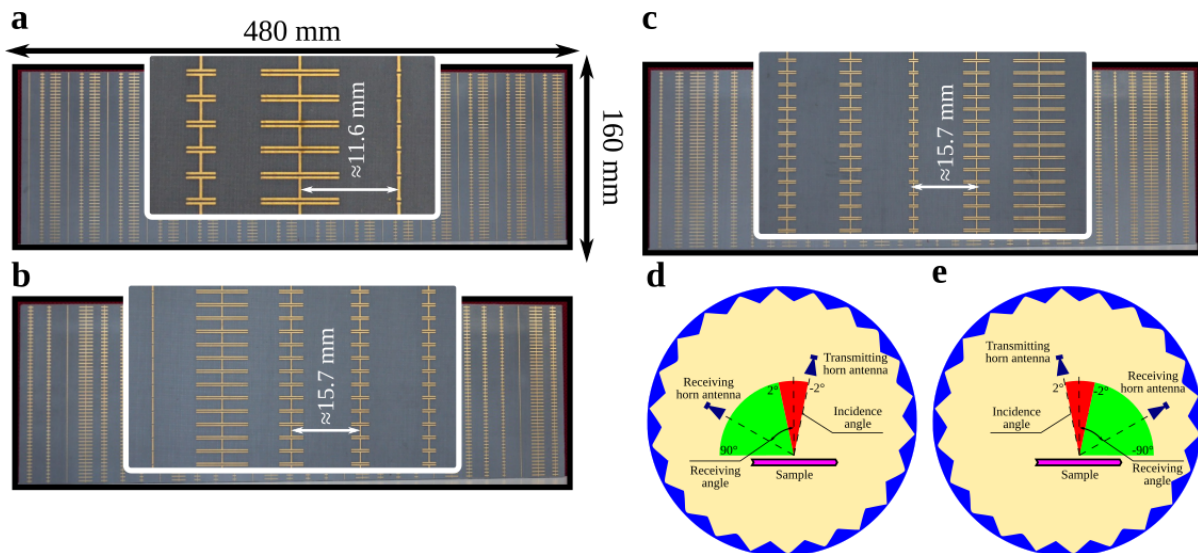 a
480 mm
≈11.6 mm
160 mm
b
≈15.7 mm
c
≈15.7 mm
d
Transmitting
horn antenna
Receiving
horn antenna
2°
-2°
Incidence
angle
90°
Receiving
angle
Sample
e
Transmitting
horn antenna
Receiving
horn antenna
2°
-2°
Incidence
angle
-90°
Receiving
angle
Sample